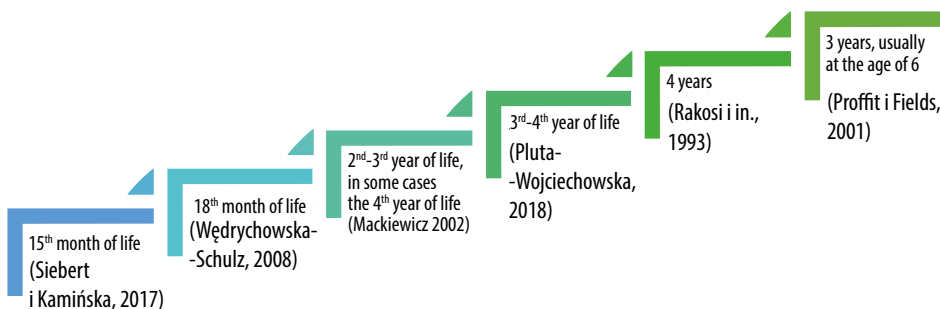 15th month of life
(Siebert
i Kamińska, 2017)
18th month of life
(Wędrychowska-
-Schulz, 2008)
2nd-3rd year of life,
in some cases
the 4th year of life
(Mackiewicz 2002)
3rd-4th year of life
(Pluta-
-Wojciechowska,
2018)
4 years
(Rakosi i in.,
1993)
3 years, usually
at the age of 6
(Proffit i Fields,
2001)